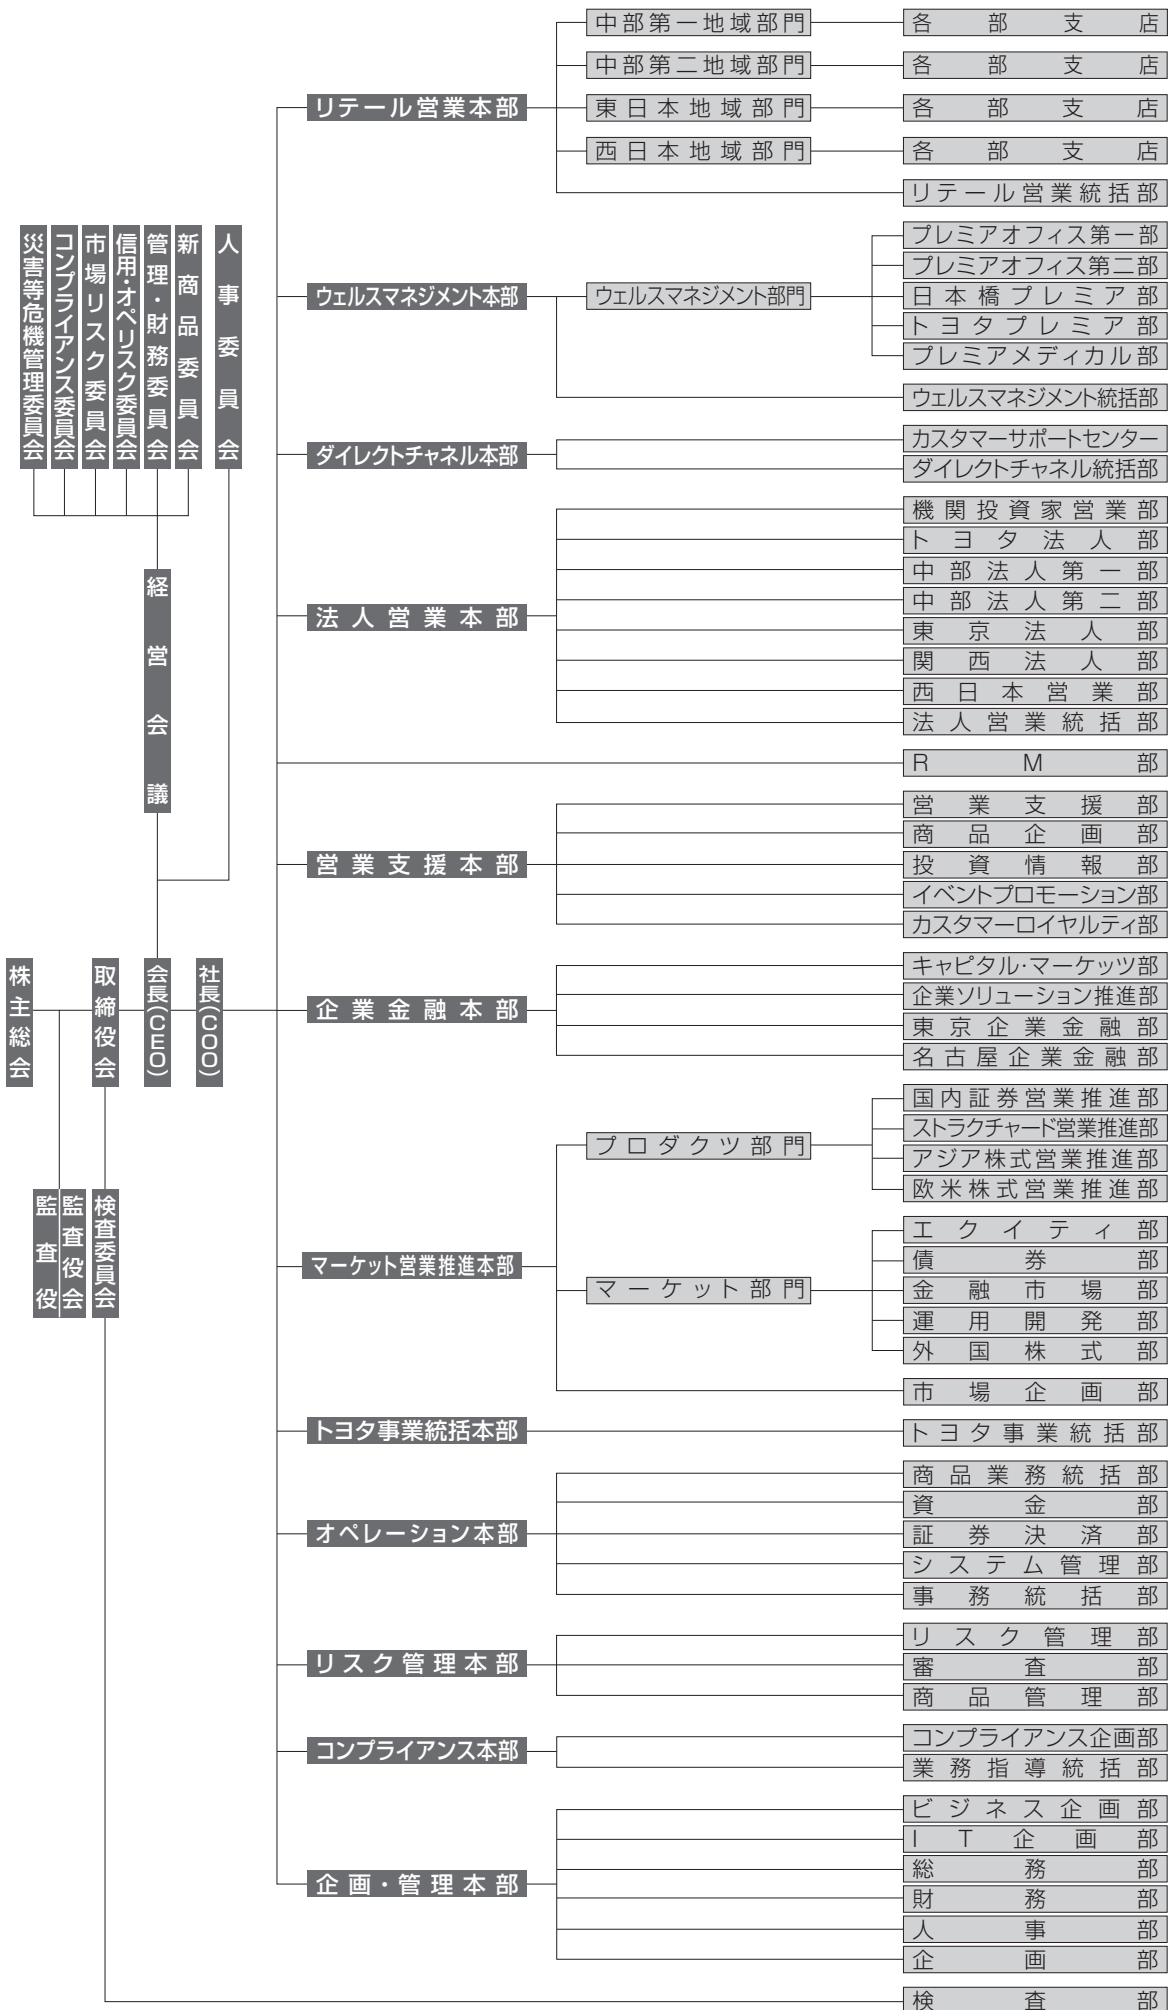 株主総会
監査役
監査役会
取締役会
検査委員会
会長(CEO)
社長(COO)
経営会議
災害等危機管理委員会
コンプライアンス委員会
市場リスク委員会
信用・オペリスク委員会
管理・財務委員会
新商品委員会
人事委員会
リテール営業本部
中部第一地域部門
各部支店
中部第二地域部門
各部支店
東日本地域部門
各部支店
西日本地域部門
各部支店
リテール営業統括部
ウェルスマネジメント本部
ウェルスマネジメント部門
プレミアオフィス第一部
プレミアオフィス第二部
日本橋プレミア部
トヨタプレミア部
プレミアメディカル部
ウェルスマネジメント統括部
ダイレクトチャネル本部
カスタマーサポートセンター
ダイレクトチャネル統括部
法人営業本部
機関投資家営業部
トヨタ法人部
中部法人第一部
中部法人第二部
東京法人部
関西法人部
西日本営業部
法人営業統括部
RM部
営業支援本部
営業支援部
商品企画部
投資情報部
イベントプロモーション部
カスタマーロイヤルティ部
企業金融本部
キャピタル・マーケッツ部
企業ソリューション推進部
東京企業金融部
名古屋企業金融部
マーケット営業推進本部
プロダクツ部門
国内証券営業推進部
ストラクチャード営業推進部
アジア株式営業推進部
欧米株式営業推進部
マーケット部門
エクイティ部
債券部
金融市場部
運用開発部
外国株式部
市場企画部
トヨタ事業統括本部
トヨタ事業統括部
オペレーション本部
商品業務統括部
資金部
証券決済部
システム管理部
事務統括部
リスク管理本部
リスク管理部
審査部
商品管理部
コンプライアンス本部
コンプライアンス企画部
業務指導統括部
企画・管理本部
ビジネス企画部
IT企画部
総務部
財務部
人事部
企画部
検査部